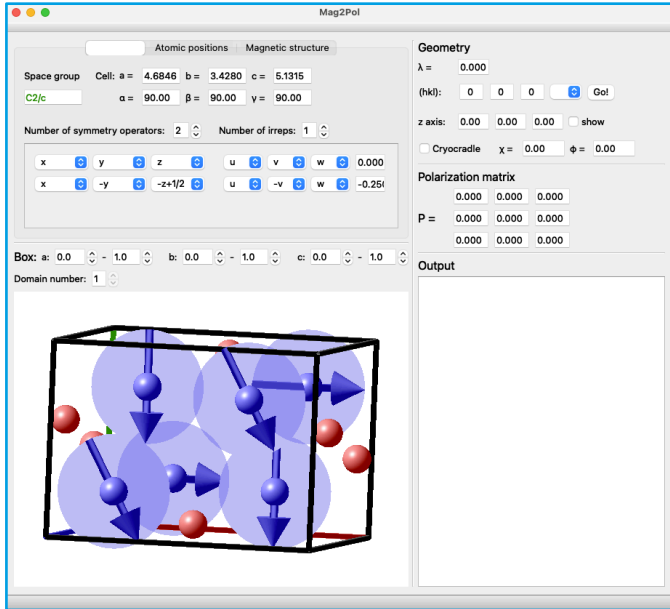 Mag2Pol
Atomic positions Magnetic structure
Space group Cell: a = 4.6846 b = 3.4280 c = 5.1315
C2/c α = 90.00 β = 90.00 γ = 90.00
Number of symmetry operators: 2 Number of irreps: 1
x y z u v w 0.000
x -y -z+1/2 u -v w -0.250
Box: a: 0.0 - 1.0 b: 0.0 - 1.0 c: 0.0 - 1.0
Domain number: 1
Geometry
λ = 0.000
(hkl): 0 0 0 Go!
z axis: 0.00 0.00 0.00 show
Cryocradle χ = 0.00 ϕ = 0.00
Polarization matrix
0.000 0.000 0.000
P = 0.000 0.000 0.000
0.000 0.000 0.000
Output